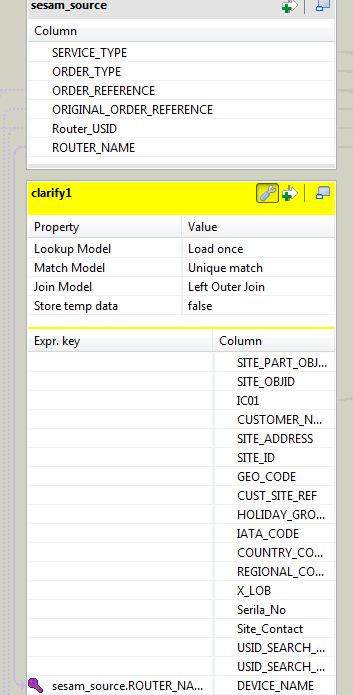 sesam_source
Column
SERVICE_TYPE
ORDER_TYPE
ORDER_REFERENCE
ORIGINAL_ORDER_REFERENCE
Router_USID
ROUTER_NAME
clarify1
Property Value
Lookup Model Load once
Match Model Unique match
Join Model Left Outer Join
Store temp data false
Expr. key Column
SITE_PART_OBJ...
SITE_OBJID
IC01
CUSTOMER_N...
SITE_ADDRESS
SITE_ID
GEO_CODE
CUST_SITE_REF
HOLIDAY_GRO...
IATA_CODE
COUNTRY_CO...
REGIONAL_CO...
X_LOB
Serila_No
Site_Contact
USID_SEARCH_...
USID_SEARCH_...
sesam_source.ROUTER_NA... DEVICE_NAME